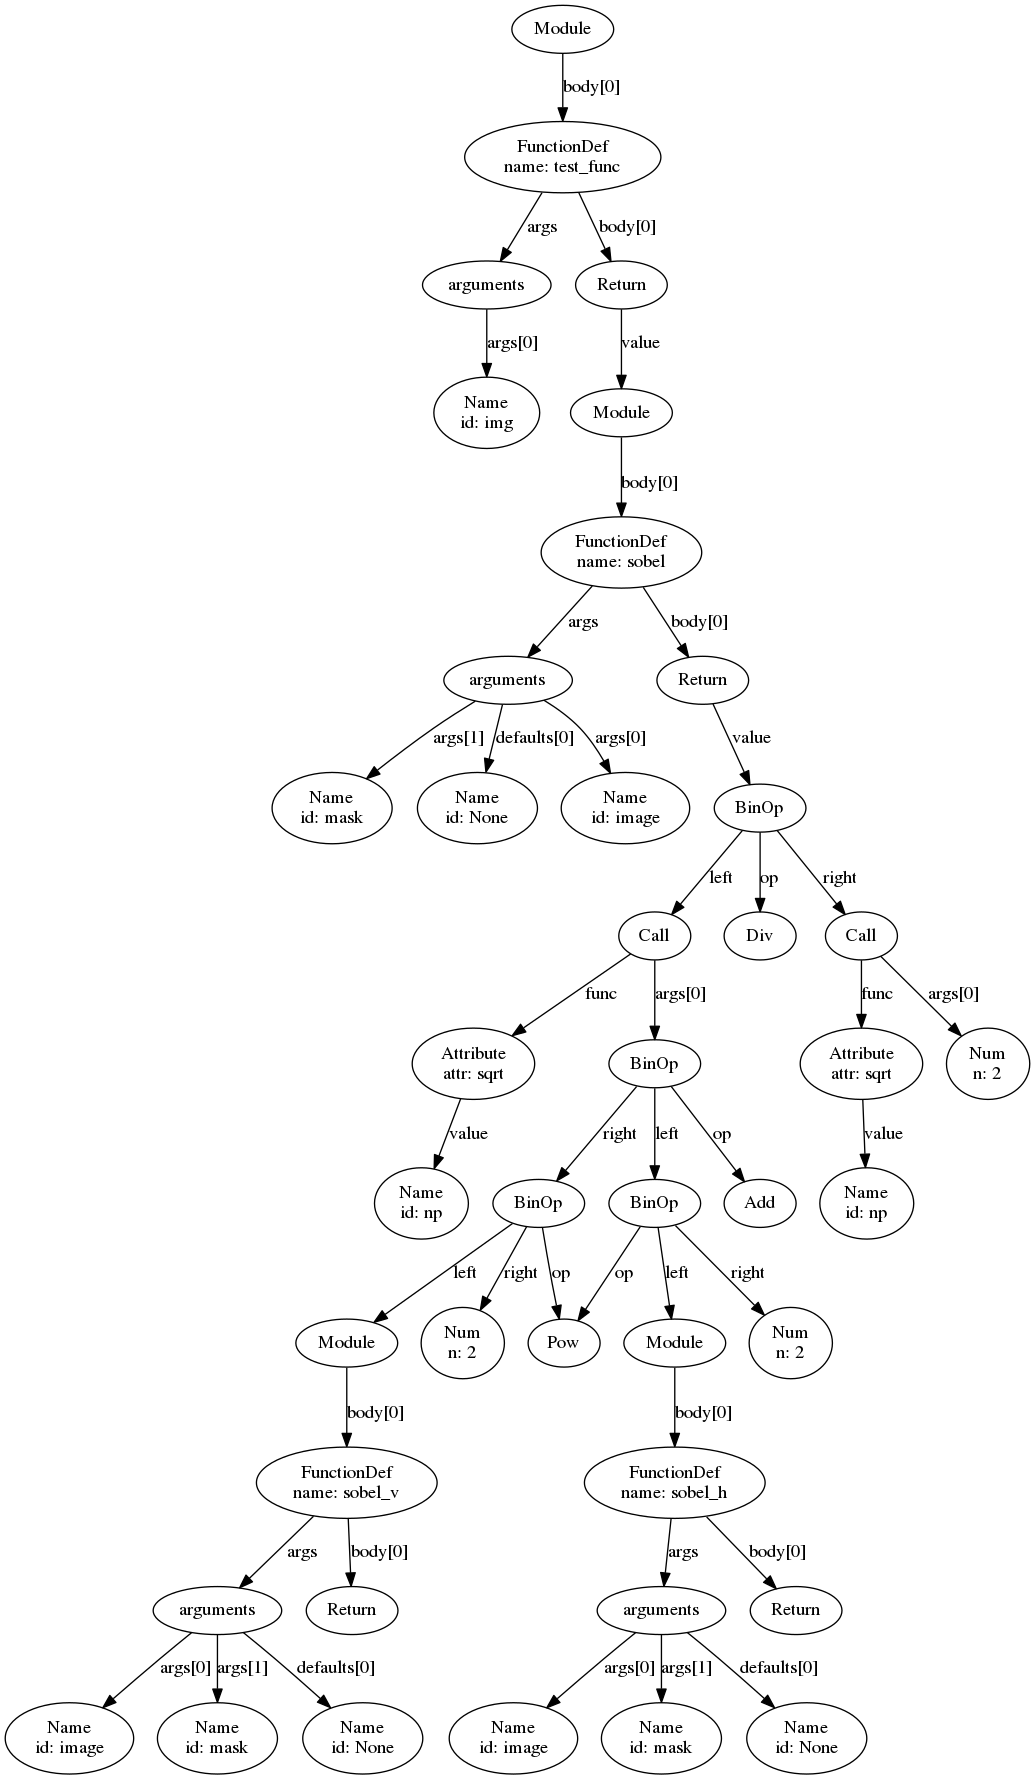 Module
body[0]
FunctionDef
name: test_func
args
body[0]
arguments
Return
args[0]
value
Name
id: img
Module
body[0]
FunctionDef
name: sobel
args
body[0]
arguments
Return
args[1]
defaults[0]
args[0]
value
Name
id: mask
Name
id: None
Name
id: image
BinOp
left
op
right
Call
Div
Call
func
args[0]
func
args[0]
Attribute
attr: sqrt
BinOp
Attribute
attr: sqrt
Num
n: 2
value
right
left
op
value
Name
id: np
BinOp
BinOp
Add
Name
id: np
left
right
op
op
left
right
Module
Num
n: 2
Pow
Module
Num
n: 2
body[0]
body[0]
FunctionDef
name: sobel_v
FunctionDef
name: sobel_h
args
body[0]
args
body[0]
arguments
Return
arguments
Return
args[0]
args[1]
defaults[0]
args[0]
args[1]
defaults[0]
Name
id: image
Name
id: mask
Name
id: None
Name
id: image
Name
id: mask
Name
id: None